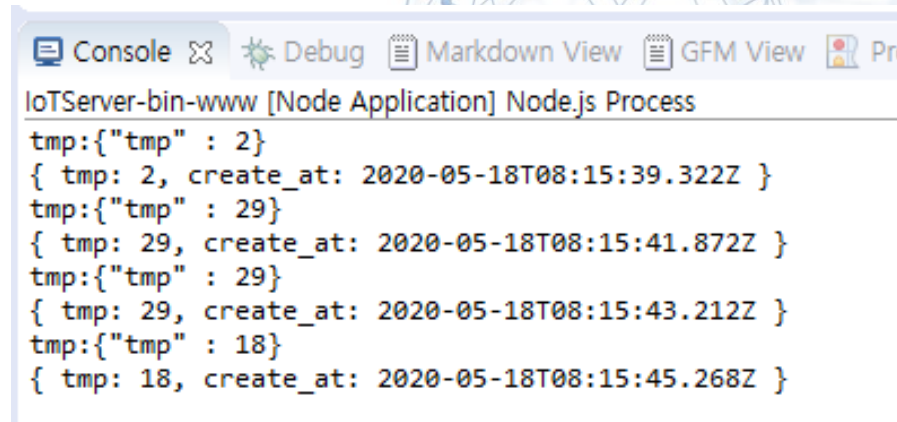 Console Debug Markdown View GFM View Pr
IoTServer-bin-www [Node Application] Node.js Process
tmp:{"tmp" : 2}
{ tmp: 2, create_at: 2020-05-18T08:15:39.322Z }
tmp:{"tmp" : 29}
{ tmp: 29, create_at: 2020-05-18T08:15:41.872Z }
tmp:{"tmp" : 29}
{ tmp: 29, create_at: 2020-05-18T08:15:43.212Z }
tmp:{"tmp" : 18}
{ tmp: 18, create_at: 2020-05-18T08:15:45.268Z }